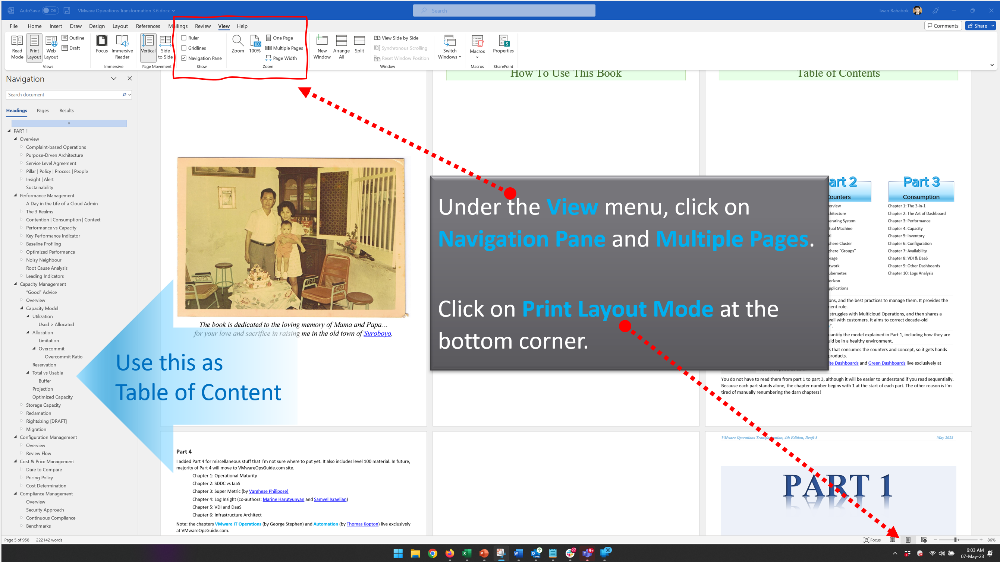 AutoSave Off VMware Operations Transformation 3.6.docx Search Iwan Rahabok
File Home Insert Draw Design Layout References Mailings Review View Help Comments Share
Read Mode
Print Layout
Web Layout
Outline
Draft
Views
Focus
Immersive Reader
Immersive
Vertical
Side to Side
Page Movement
Ruler
Gridlines
Navigation Pane
Show
Zoom
100
100%
One Page
Multiple Pages
Page Width
Zoom
New Window
Arrange All
Split
View Side by Side
Synchronous Scrolling
Reset Window Position
Window
Switch Windows
Macros
Macros
Properties
SharePoint
Navigation
Search document
Headings Pages Results
PART 1
Overview
Complaint-based Operations
Purpose-Drven Architecture
Service Level Agreement
Pillar | Policy | Process | People
Insight | Alert
Sustainability
Performance Management
A Day in the Life of a Cloud Admin
The 3 Realms
Contention | Consumption | Context
Performance vs Capacity
Key Performance Indicator
Baseline Profiling
Optimized Performance
Noisy Neighbour
Root Cause Analysis
Leading Indicators
Capacity Management
"Good" Advice
Overview
Capacity Model
Utilization
Used > Allocated
Allocation
Limitation
Overcommit
Overcommit Ratio
Reservation
Total vs Usable
Buffer
Projection
Optimized Capacity
Storage Capacity
Reclamation
Rightsizing [DRAFT]
Migration
Configuration Management
Overview
Review Flow
Cost & Price Management
Dare to Compare
Pricing Policy
Cost Determination
Compliance Management
Overview
Security Approach
Continuous Compliance
Benchmarks
The book is dedicated to the loving memory of Mama and Papa…
for your love and sacrifice in raising me in the old town of Suroboyo.
Use this as
Table of Content
How To Use This Book
Table of Contents
Under the View menu, click on
Navigation Pane and Multiple Pages.
Click on Print Layout Mode at the
bottom corner.
art 2
ounters
erview
chitecture
erating System
tual Machine
Xi
phere Cluster
phere "Groups"
orage
twork
ubernetes
orizon
pplications
Part 3
Consumption
Chapter 1: The 3-in-1
Chapter 2: The Art of Dashboard
Chapter 3: Performance
Chapter 4: Capacity
Chapter 5: Inventory
Chapter 6: Configuration
Chapter 7: Availability
Chapter 8: VDI & DaaS
Chapter 9: Other Dashboards
Chapter 10: Logs Analysis
ons, and the best practices to manage them. It provides the
nent role.
struggles with Multicloud Operations, and then shares a
well with customers. It aims to correct decade-old
uantify the model explained in Part 1, including how they are
uld be in a healthy environment.
s that consumes the counters and concept, so it gets hands-
products.
ite Dashboards and Green Dashboards live exclusively at
You do not have to read them from part 1 to part 3, although it will be easier to understand if you read sequentially.
Because each part stands alone, the chapter number begins with 1 at the start of each part. The other reason is I'm
tired of manually renumbering the darn chapters!
Part 4
I added Part 4 for miscellaneous stuff that I'm not sure where to put yet. It also includes level 100 material. In future,
majority of Part 4 will move to VMwareOpsGuide.com site.
Chapter 1: Operational Maturity
Chapter 2: SDDC vs IaaS
Chapter 3: Super Metric (by Varghese Philipose)
Chapter 4: Log Insight (co-authors: Marine Harutyunyan and Samvel Israelian)
Chapter 5: VDI and DaaS
Chapter 6: Infrastructure Architect
Note: the chapters VMware IT Operations (by George Stephen) and Automation (by Thomas Kopton) live exclusively
at VMwareOpsGuide.com.
VMware Operations Transformation, 4th Edition, Draft 5 May 2023
PART 1
Page 5 of 958 222142 words Focus 86%
97 9+ 30
9:03 AM
07-May-23